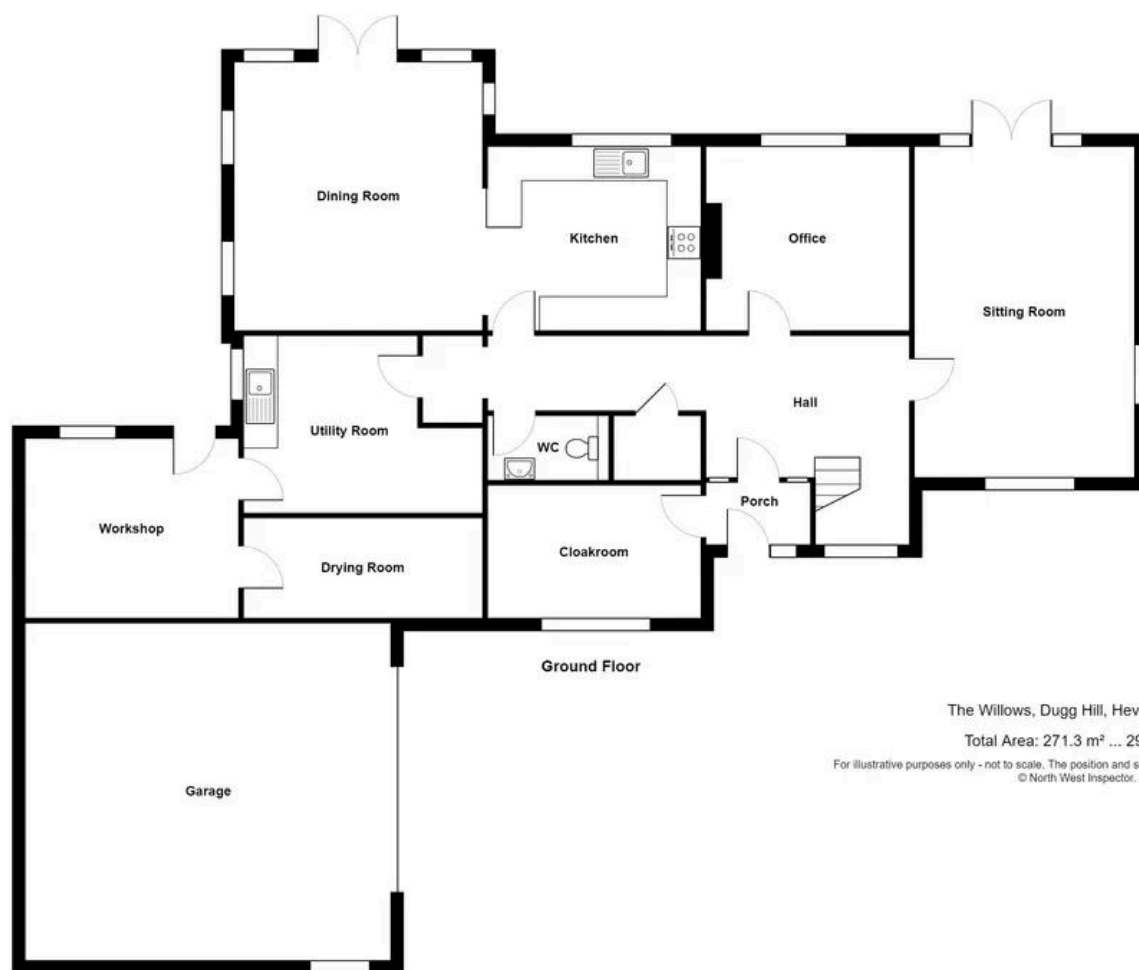 Dining Room
Kitchen
Office
Sitting Room
Hall
Utility Room
WC
Porch
Workshop
Cloakroom
Drying Room
Ground Floor
Garage
The Willows, Dugg Hill, Hev
Total Area: 271.3 m² ... 29
For illustrative purposes only - not to scale. The position and s
© North West Inspector.